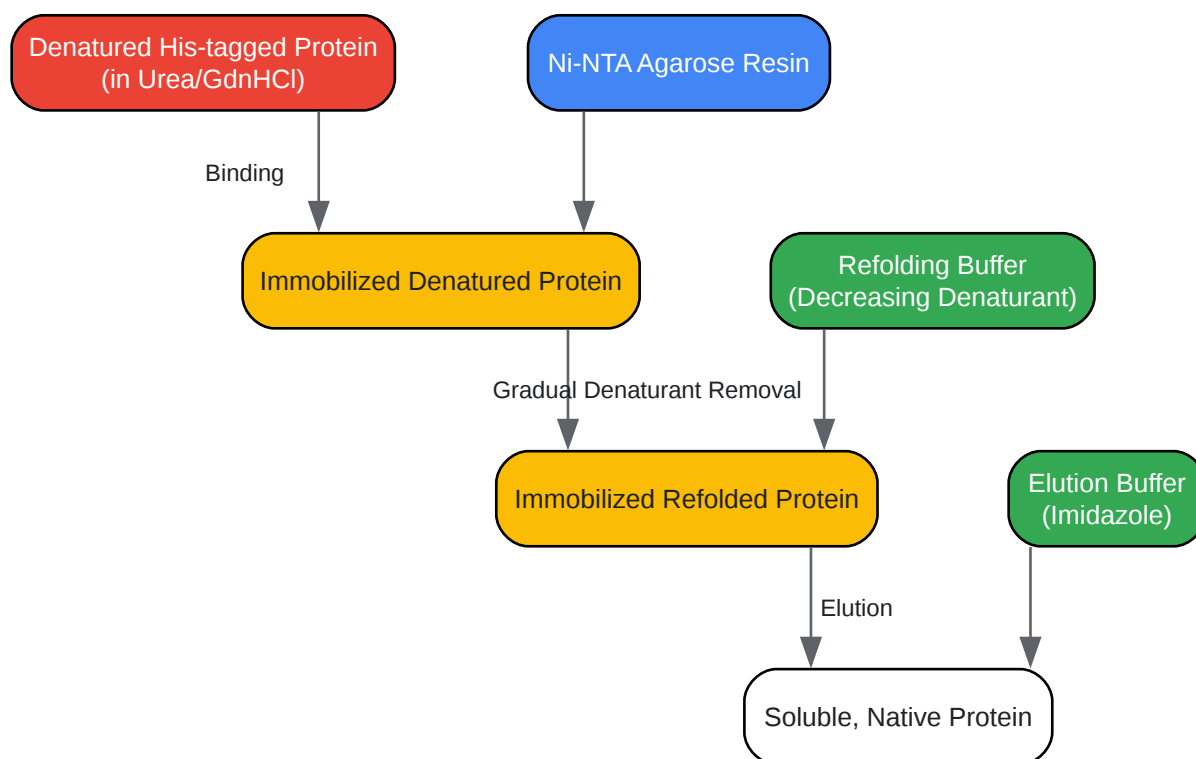 Denatured His-tagged Protein
(in Urea/GdnHCl)
Ni-NTA Agarose Resin
Binding
Immobilized Denatured Protein
Refolding Buffer
(Decreasing Denaturant)
Gradual Denaturant Removal
Immobilized Refolded Protein
Elution Buffer
(Imidazole)
Elution
Soluble, Native Protein